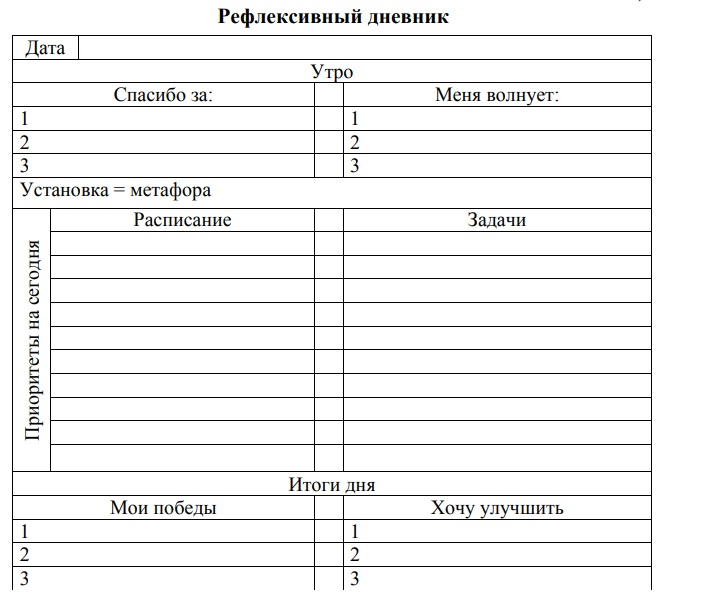 Рефлексивный дневник
Дата
Утро
Спасибо за: Меня волнует:
1 1
2 2
3 3
Установка = метафора
Приоритеты на сегодня
Расписание Задачи
Итоги дня
Мои победы Хочу улучшить
1 1
2 2
3 3